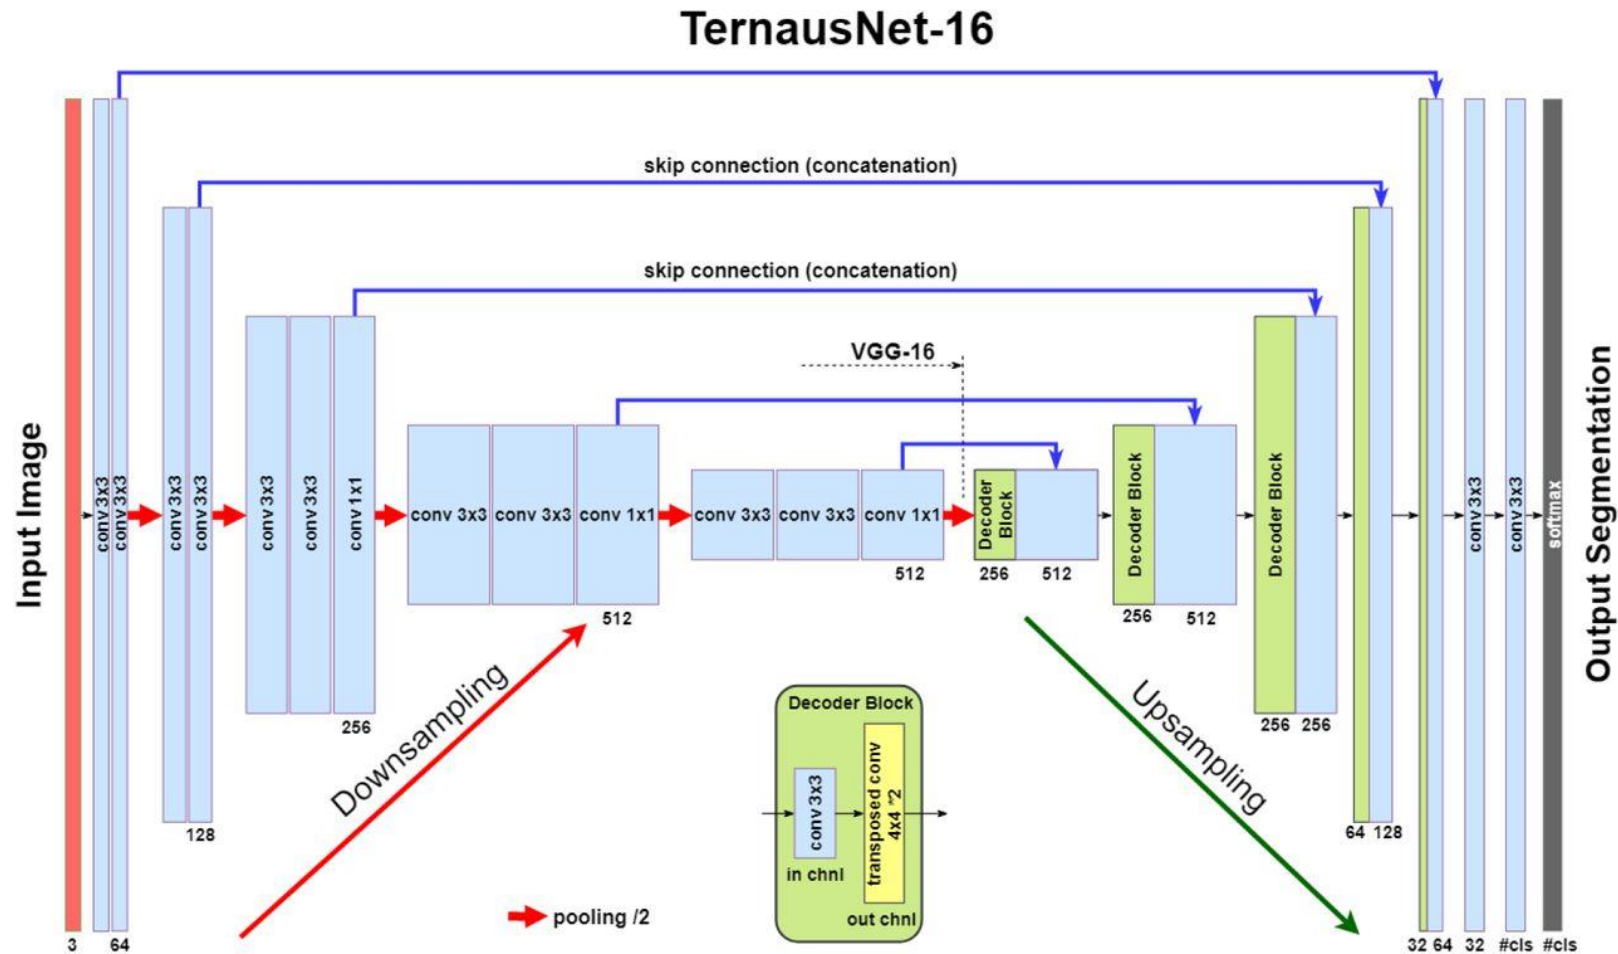 TernausNet-16
skip connection (concatenation)
skip connection (concatenation)
VGG-16
Input Image
conv 3x3
conv 3x3
conv 3x3
conv 3x3
conv 3x3
conv 3x3
conv 1x1
conv 3x3
conv 3x3
conv 1x1
conv 3x3
conv 3x3
conv 1x1
Decoder
Block
Decoder Block
Decoder Block
conv 3x3
conv 3x3
softmax
Output Segmentation
512
256
512
512
256
512
256
256
256
128
64
128
3
64
32
64
32
#cls
#cls
Downsampling
Upsampling
Decoder Block
conv 3x3
transposed conv
4x4 *2
in chnl
out chnl
pooling /2